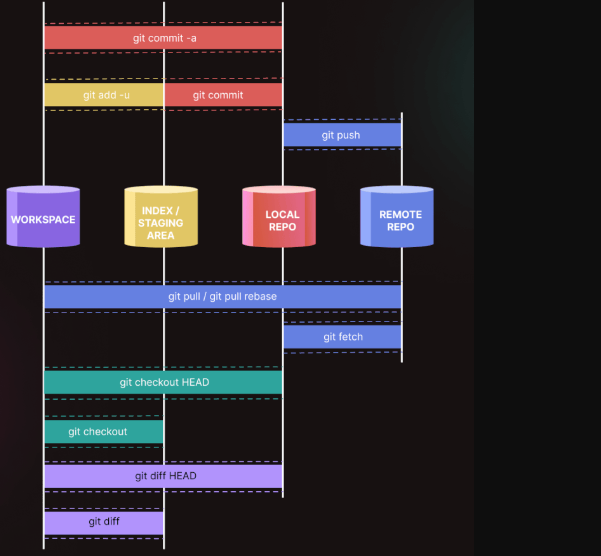 git commit -a
git add -u
git commit
git push
WORKSPACE
INDEX /
STAGING
AREA
LOCAL
REPO
REMOTE
REPO
git pull / git pull rebase
git fetch
git checkout HEAD
git checkout
git diff HEAD
git diff